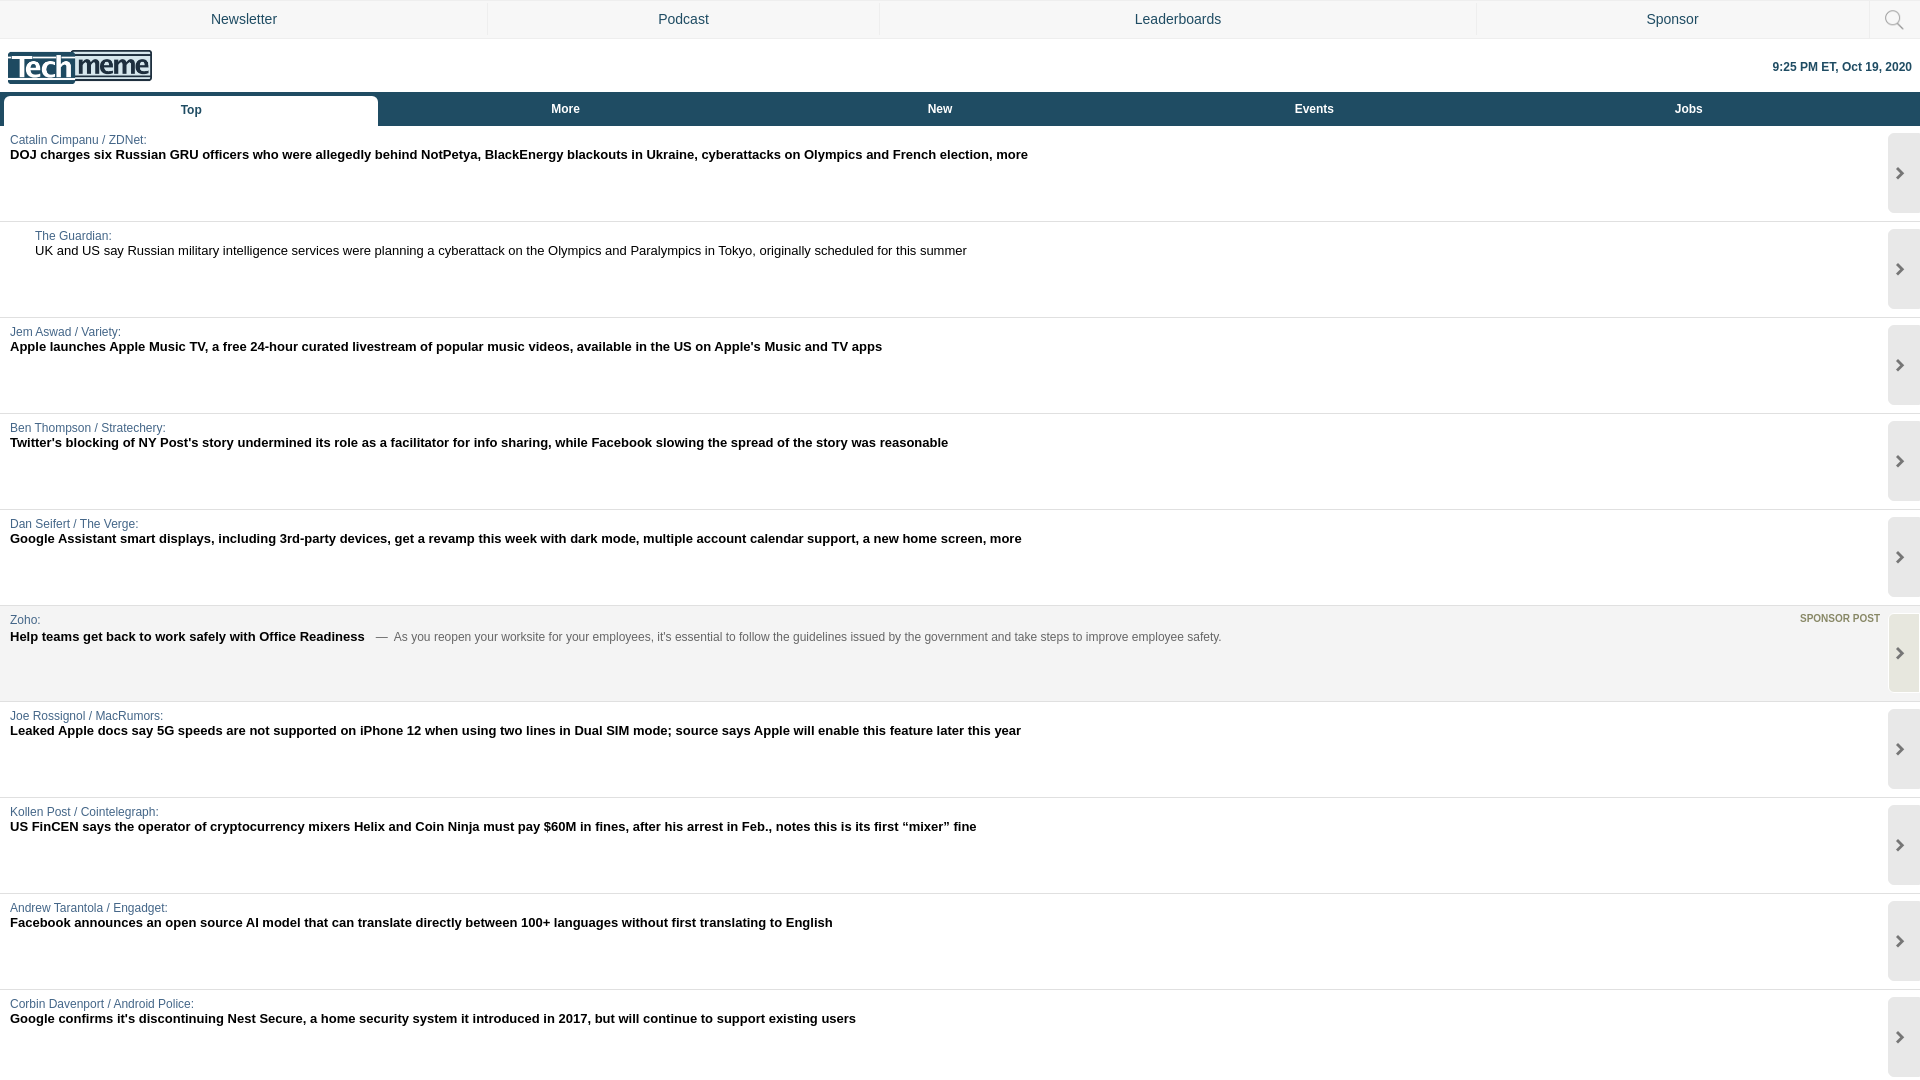 Newsletter Podcast Leaderboards Sponsor
Techmeme
9:25 PM ET, Oct 19, 2020
Top More New Events Jobs
Catalin Cimpanu / ZDNet:
DOJ charges six Russian GRU officers who were allegedly behind NotPetya, BlackEnergy blackouts in Ukraine, cyberattacks on Olympics and French election, more
The Guardian:
UK and US say Russian military intelligence services were planning a cyberattack on the Olympics and Paralympics in Tokyo, originally scheduled for this summer
Jem Aswad / Variety:
Apple launches Apple Music TV, a free 24-hour curated livestream of popular music videos, available in the US on Apple's Music and TV apps
Ben Thompson / Stratechery:
Twitter's blocking of NY Post's story undermined its role as a facilitator for info sharing, while Facebook slowing the spread of the story was reasonable
Dan Seifert / The Verge:
Google Assistant smart displays, including 3rd-party devices, get a revamp this week with dark mode, multiple account calendar support, a new home screen, more
Zoho:
SPONSOR POST
Help teams get back to work safely with Office Readiness — As you reopen your worksite for your employees, it's essential to follow the guidelines issued by the government and take steps to improve employee safety.
Joe Rossignol / MacRumors:
Leaked Apple docs say 5G speeds are not supported on iPhone 12 when using two lines in Dual SIM mode; source says Apple will enable this feature later this year
Kollen Post / Cointelegraph:
US FinCEN says the operator of cryptocurrency mixers Helix and Coin Ninja must pay $60M in fines, after his arrest in Feb., notes this is its first “mixer” fine
Andrew Tarantola / Engadget:
Facebook announces an open source AI model that can translate directly between 100+ languages without first translating to English
Corbin Davenport / Android Police:
Google confirms it's discontinuing Nest Secure, a home security system it introduced in 2017, but will continue to support existing users